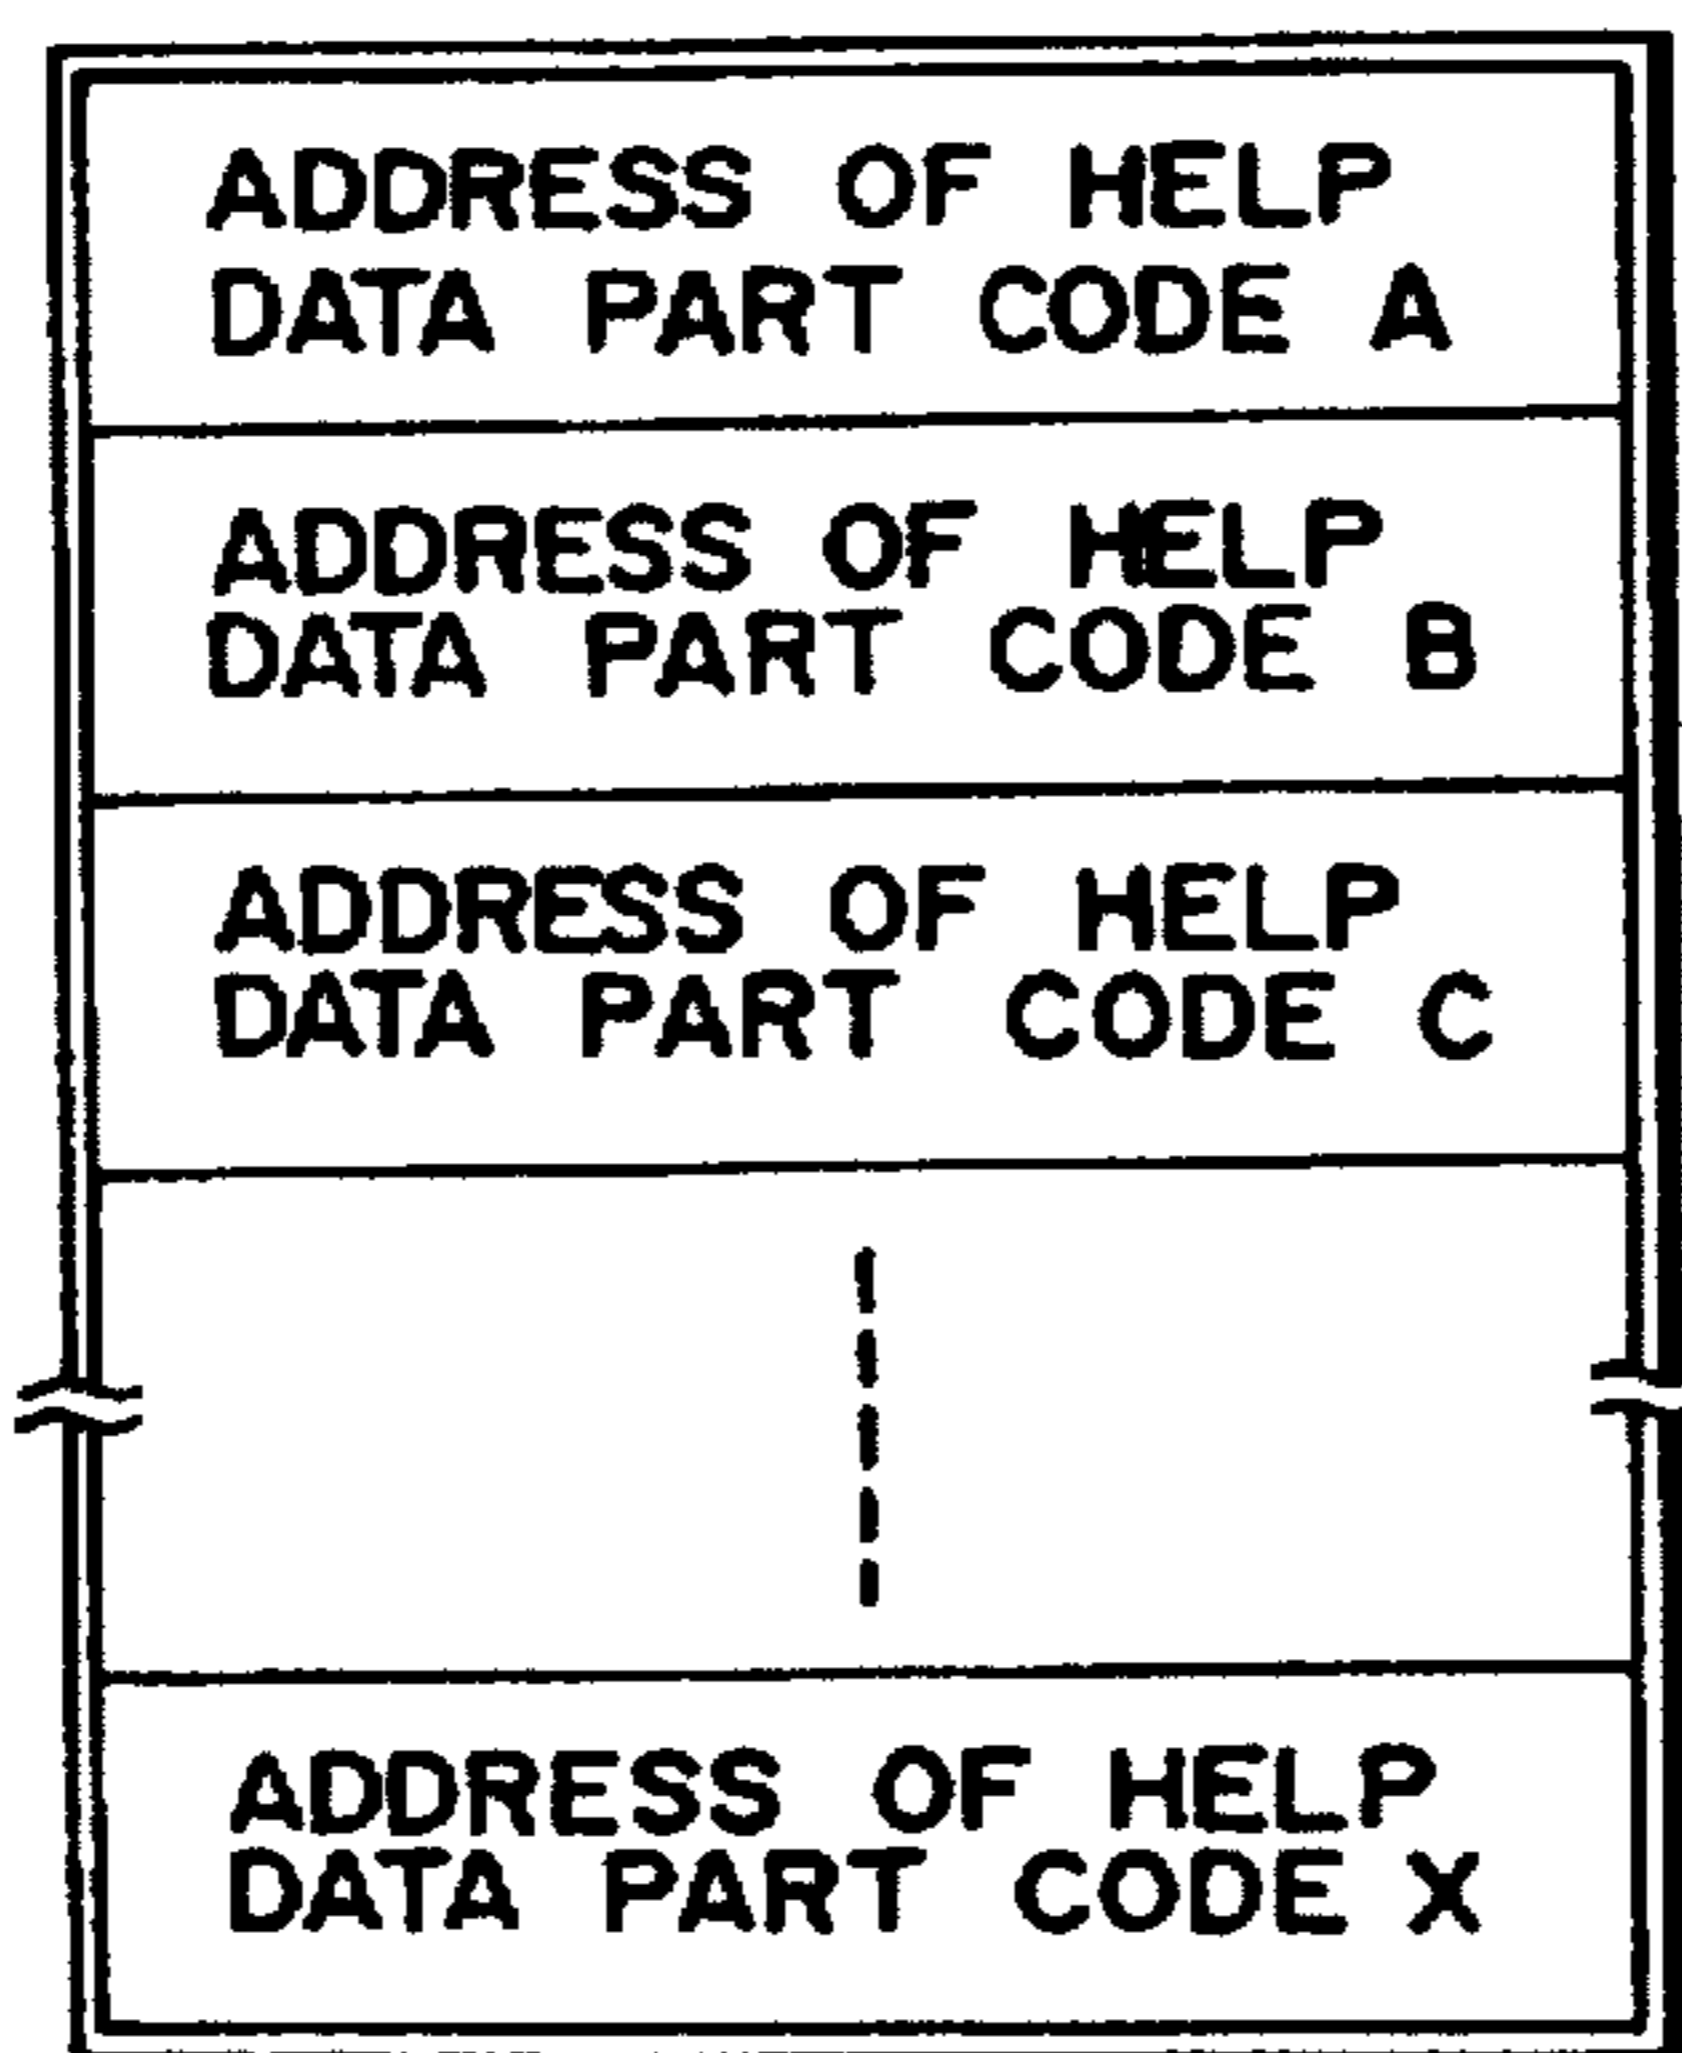 ADDRESS OF HELP
DATA PART CODE A
ADDRESS OF HELP
DATA PART CODE B
ADDRESS OF HELP
DATA PART CODE C
ADDRESS OF HELP
DATA PART CODE X